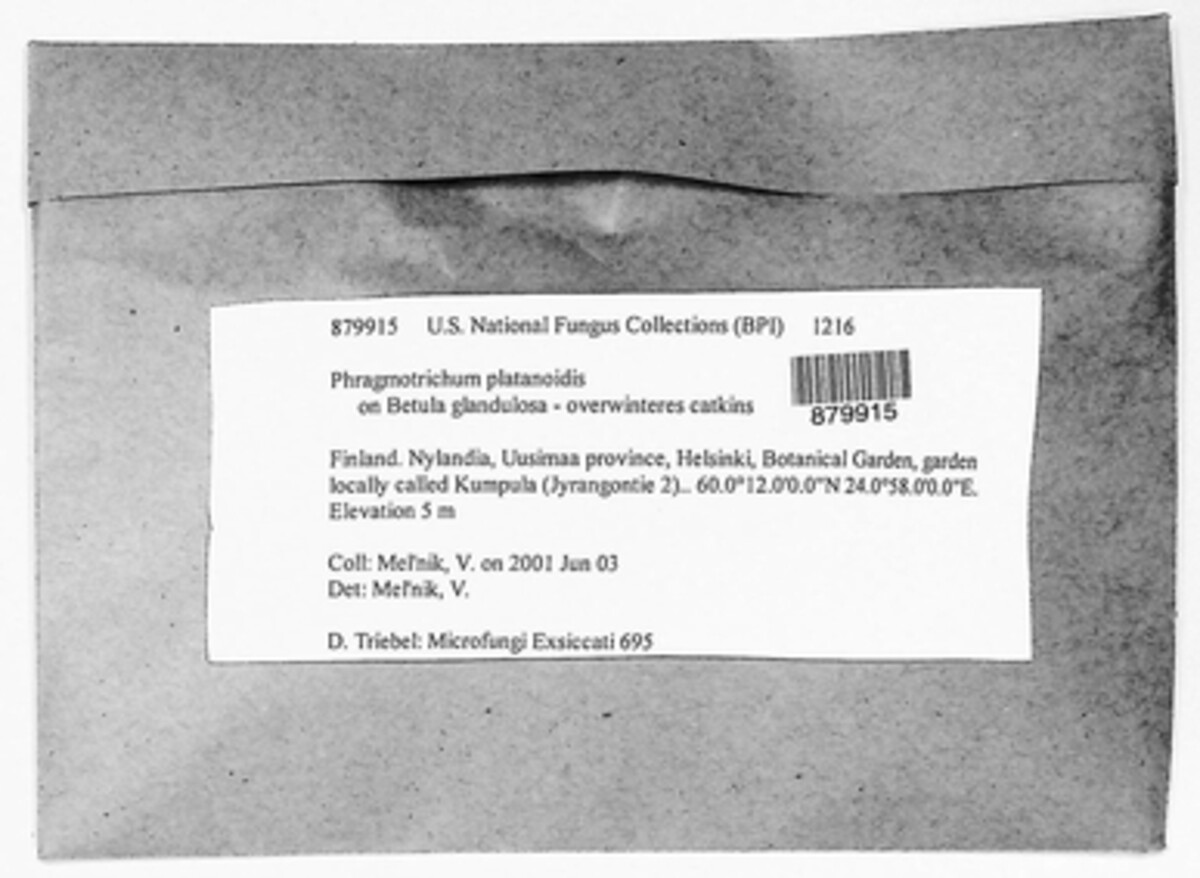 879915 U.S. National Fungus Collections (BPI) 1216
Phragmotrichum platanoidis
on Betula glandulosa - overwinteres catkins
879915
Finland. Nylandia, Uusimaa province, Helsinki, Botanical Garden, garden
locally called Kumpula (Jyrangontie 2)... 60.0°12.0'0.0"N 24.0°58.0'0.0"E.
Elevation 5 m
Coll: Mel'nik, V. on 2001 Jun 03
Det: Mel'nik, V.
D. Triebel: Microfungi Exsiccati 695